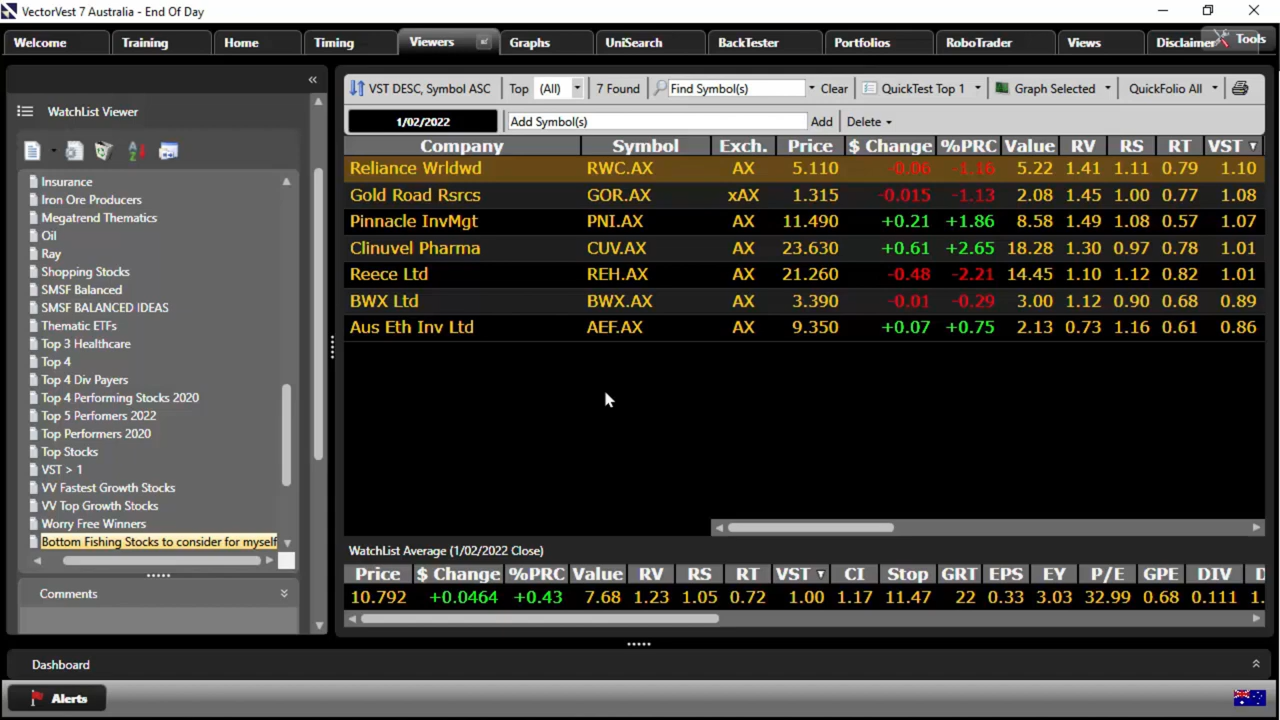 VectorVest 7 Australia - End Of Day
Welcome Training Home Timing Viewers Graphs UniSearch BackTester Portfolios RoboTrader Views Disclaimer Tools
WatchList Viewer
Insurance
Iron Ore Producers
Megatrend Thematics
Oil
Ray
Shopping Stocks
SMSF Balanced
SMSF BALANCED IDEAS
Thematic ETFs
Top 3 Healthcare
Top 4
Top 4 Div Payers
Top 4 Performing Stocks 2020
Top 5 Perfomers 2022
Top Performers 2020
Top Stocks
VST > 1
VV Fastest Growth Stocks
VV Top Growth Stocks
Worry Free Winners
Bottom Fishing Stocks to consider for myself
Comments
VST DESC, Symbol ASC Top (All) 7 Found Find Symbol(s) Clear QuickTest Top 1 Graph Selected QuickFolio All
1/02/2022 Add Symbol(s) Add Delete
Company Symbol Exch. Price $ Change %PRC Value RV RS RT VST
Reliance Wrldwd RWC.AX AX 5.110 -0.06 -1.16 5.22 1.41 1.11 0.79 1.10
Gold Road Rsrcs GOR.AX xAX 1.315 -0.015 -1.13 2.08 1.45 1.00 0.77 1.08
Pinnacle InvMgt PNI.AX AX 11.490 +0.21 +1.86 8.58 1.49 1.08 0.57 1.07
Clinuvel Pharma CUV.AX AX 23.630 +0.61 +2.65 18.28 1.30 0.97 0.78 1.01
Reece Ltd REH.AX AX 21.260 -0.48 -2.21 14.45 1.10 1.12 0.82 1.01
BWX Ltd BWX.AX AX 3.390 -0.01 -0.29 3.00 1.12 0.90 0.68 0.89
Aus Eth Inv Ltd AEF.AX AX 9.350 +0.07 +0.75 2.13 0.73 1.16 0.61 0.86
WatchList Average (1/02/2022 Close)
Price $ Change %PRC Value RV RS RT VST CI Stop GRT EPS EY P/E GPE DIV
10.792 +0.0464 +0.43 7.68 1.23 1.05 0.72 1.00 1.17 11.47 22 0.33 3.03 32.99 0.68 0.111 1.
Dashboard
Alerts